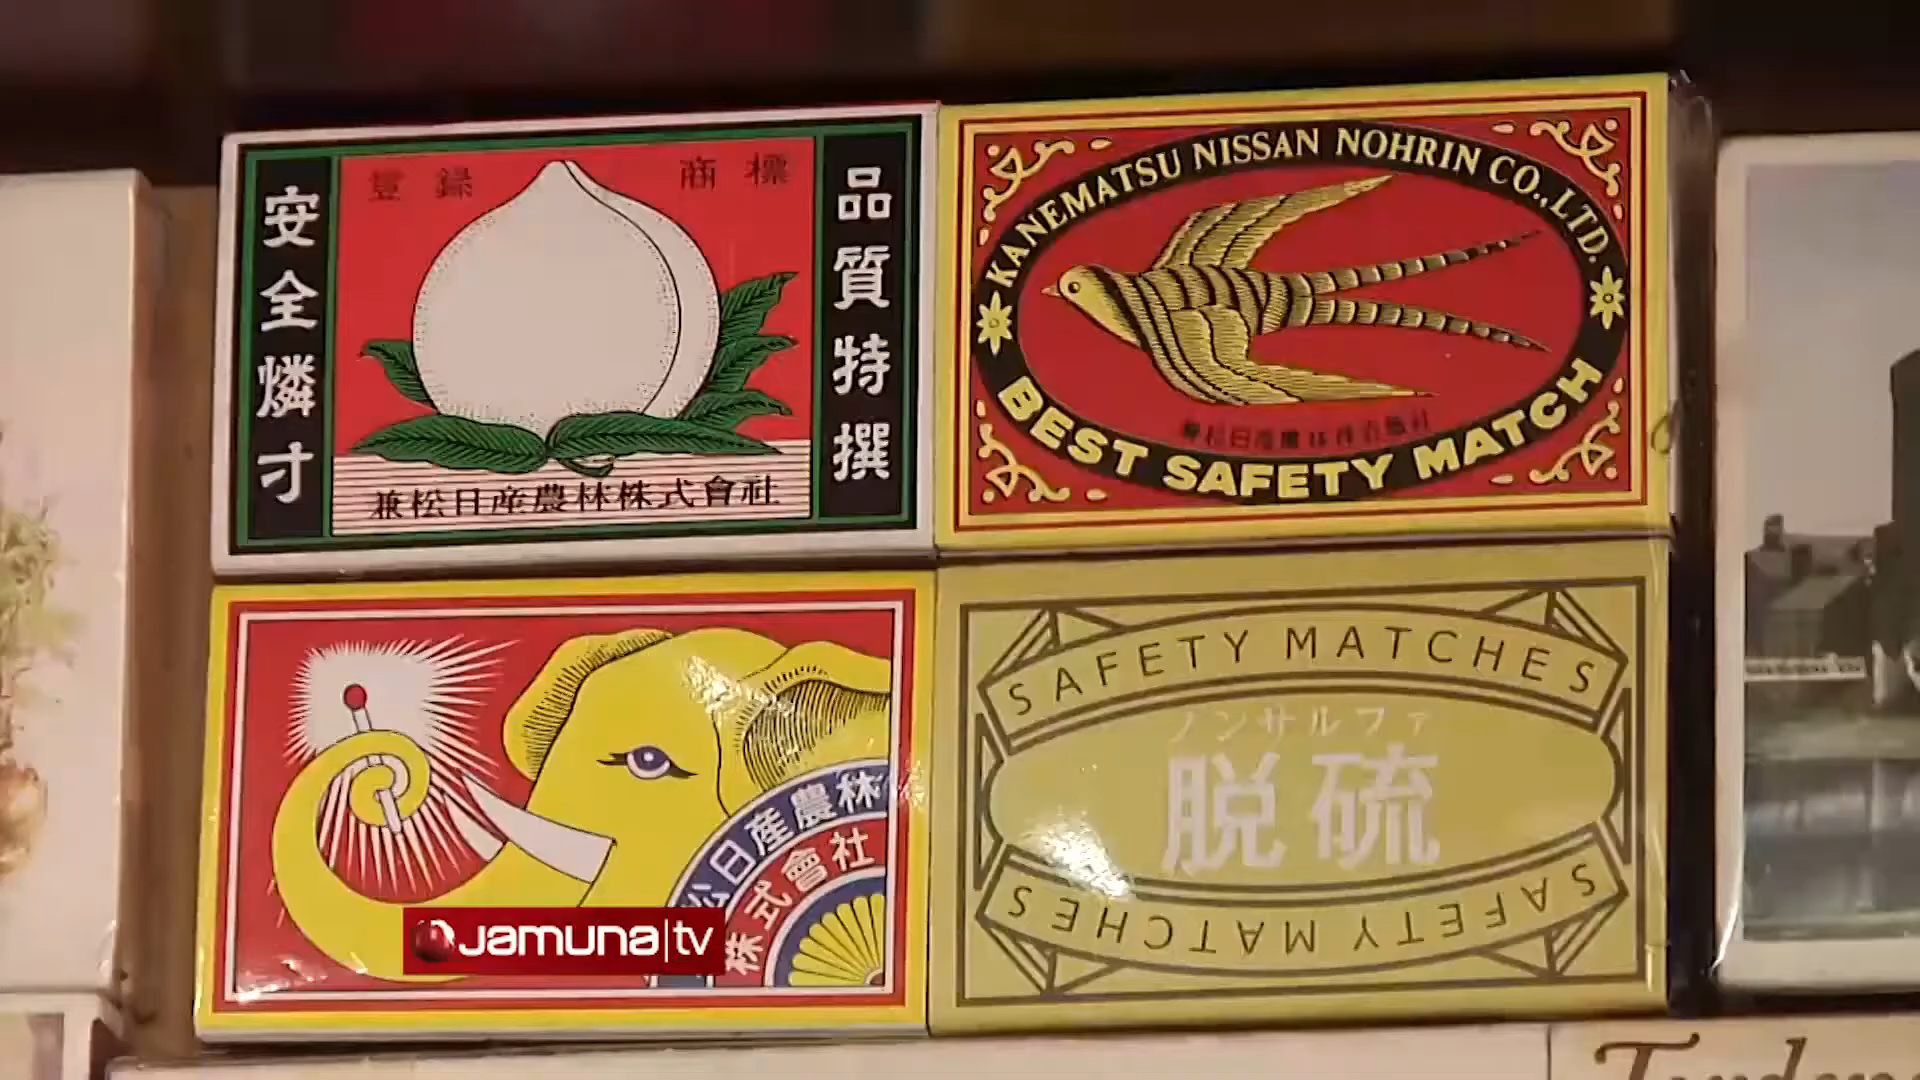 登録 商標
安全燐寸
品質特撰
兼松日産農林株式會社
KANEMATSU NISSAN NOHRIN CO., LTD.
BEST SAFETY MATCH
松日産農林
株式會社
JAMUNA|tv
SAFETY MATCHES
ノンサルファ
脱硫
SAFETY MATCHES